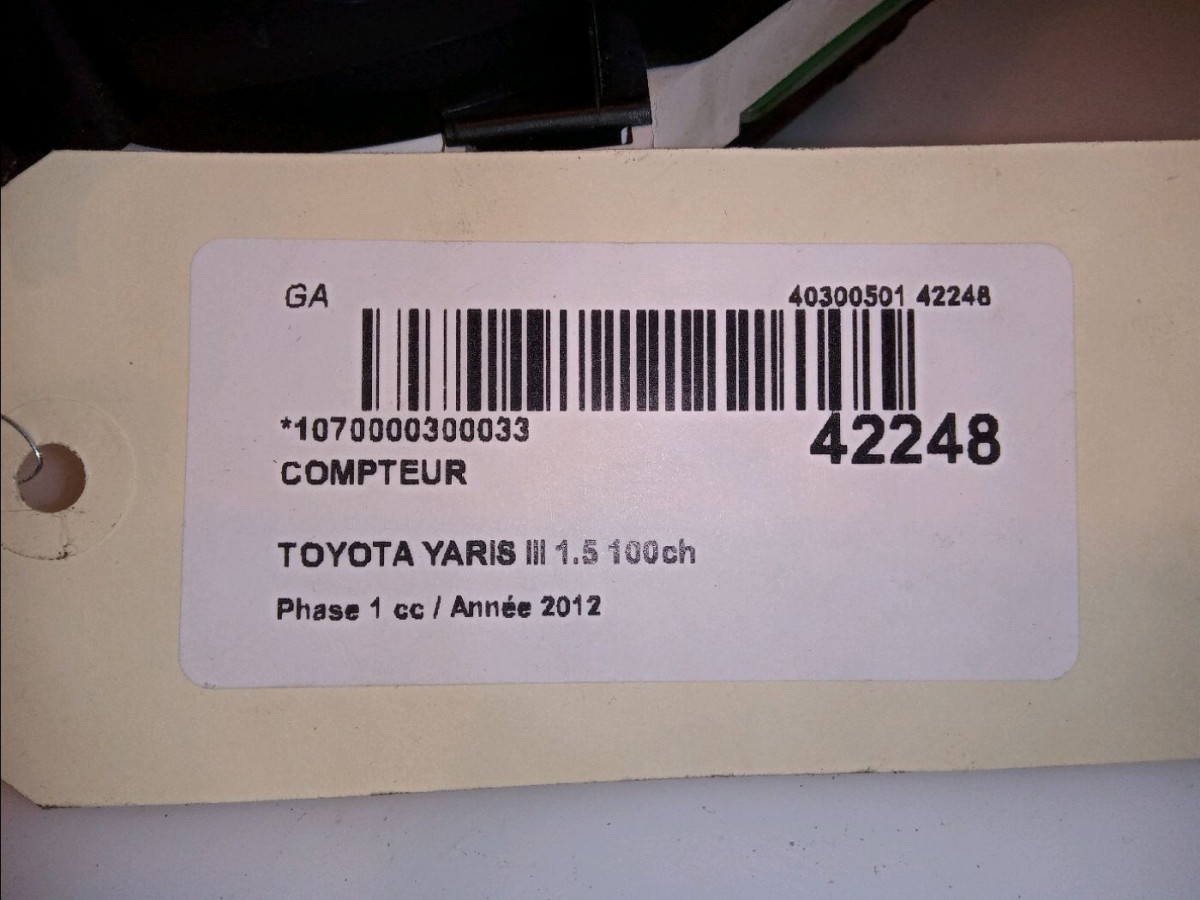 GA
40300501 42248
*1070000300033
42248
COMPTEUR
TOYOTA YARIS III 1.5 100ch
Phase 1 cc / Année 2012